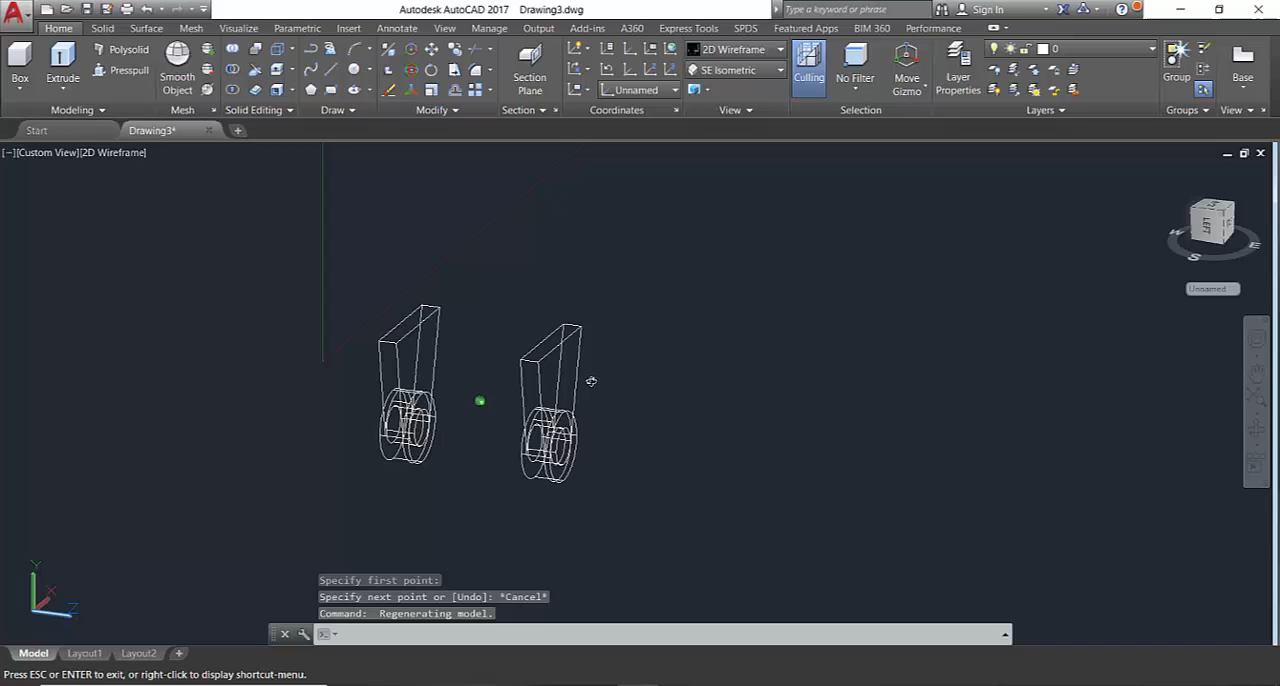 Autodesk AutoCAD 2017 Drawing3.dwg
Type a keyword or phrase
Sign In
Home Solid Surface Mesh Visualize Parametric Insert Annotate View Manage Output Add-ins A360 Express Tools SPDS Featured Apps BIM 360 Performance
Box
Extrude
Polysolid
Presspull
Smooth
Object
Section
Plane
2D Wireframe
SE Isometric
Unnamed
Culling
No Filter
Move
Gizmo
Layer
Properties
0
Group
Base
Modeling Mesh Solid Editing Draw Modify Section Coordinates View Selection Layers Groups View
Start Drawing3*
[−][Custom View][2D Wireframe]
LEFT
W
E
S
Unnamed
Y
X
Z
Specify first point:
Specify next point or [Undo]: *Cancel*
Command: Regenerating model.
Model Layout1 Layout2
Press ESC or ENTER to exit, or right-click to display shortcut-menu.